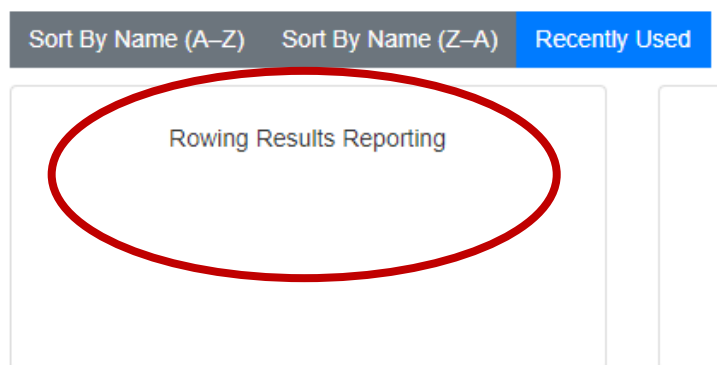 Sort By Name (A–Z) Sort By Name (Z–A) Recently Used
Rowing Results Reporting